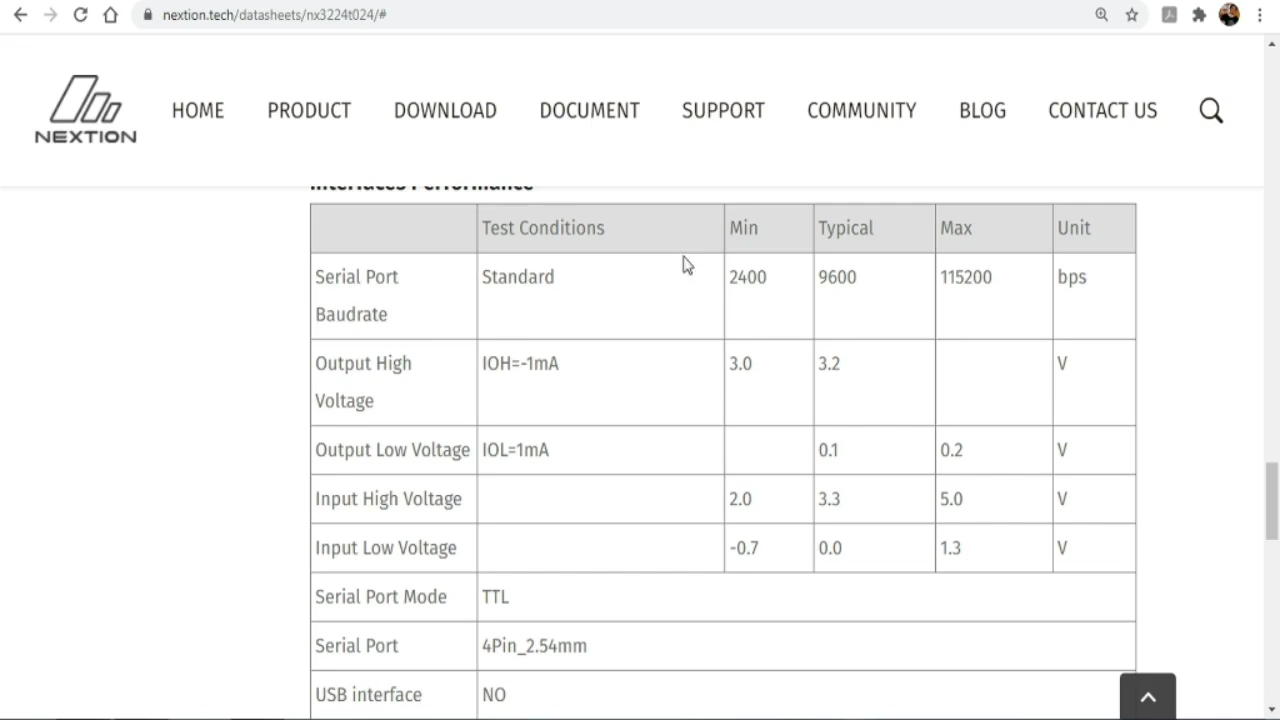 nextion.tech/datasheets/nx3224t024/#
NEXTION
HOME PRODUCT DOWNLOAD DOCUMENT SUPPORT COMMUNITY BLOG CONTACT US
Interfaces Performance
Test Conditions Min Typical Max Unit
Serial Port Baudrate Standard 2400 9600 115200 bps
Output High Voltage IOH=-1mA 3.0 3.2 V
Output Low Voltage IOL=1mA 0.1 0.2 V
Input High Voltage 2.0 3.3 5.0 V
Input Low Voltage -0.7 0.0 1.3 V
Serial Port Mode TTL
Serial Port 4Pin_2.54mm
USB interface NO